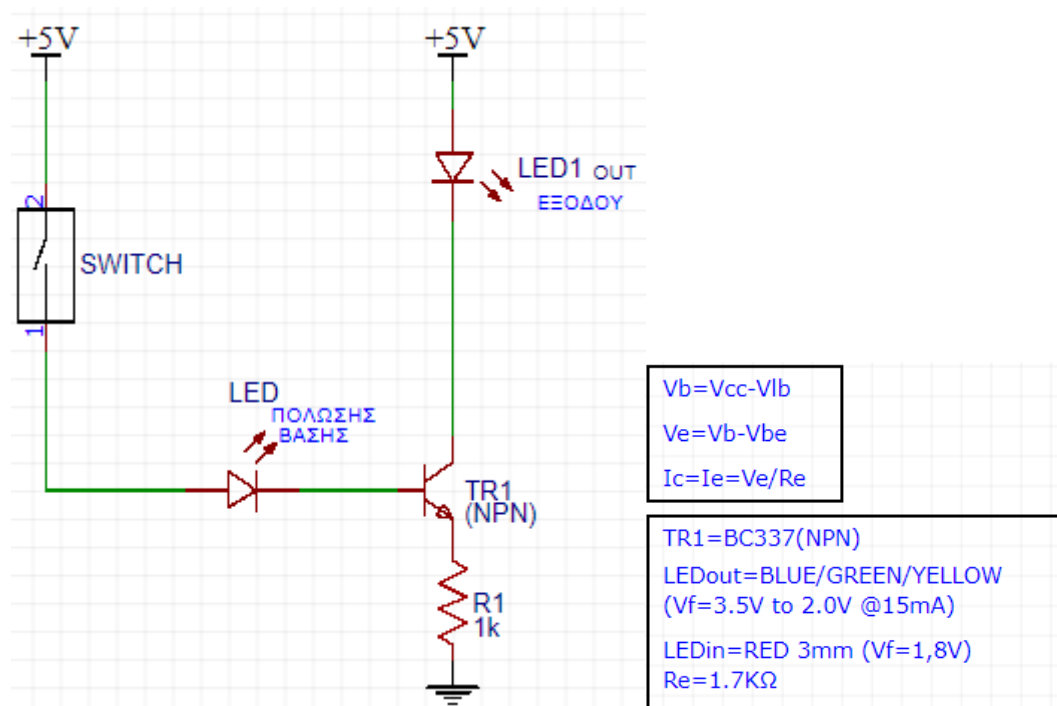 +5V
+5V
LED1 OUT
ΕΞΟΔΟΥ
2
SWITCH
1
LED
ΠΟΛΩΣΗΣ
ΒΑΣΗΣ
TR1
(NPN)
R1
1k
Vb=Vcc-Vlb
Ve=Vb-Vbe
Ic=Ie=Ve/Re
TR1=BC337(NPN)
LEDout=BLUE/GREEN/YELLOW
(Vf=3.5V to 2.0V @15mA)
LEDin=RED 3mm (Vf=1,8V)
Re=1.7KΩ